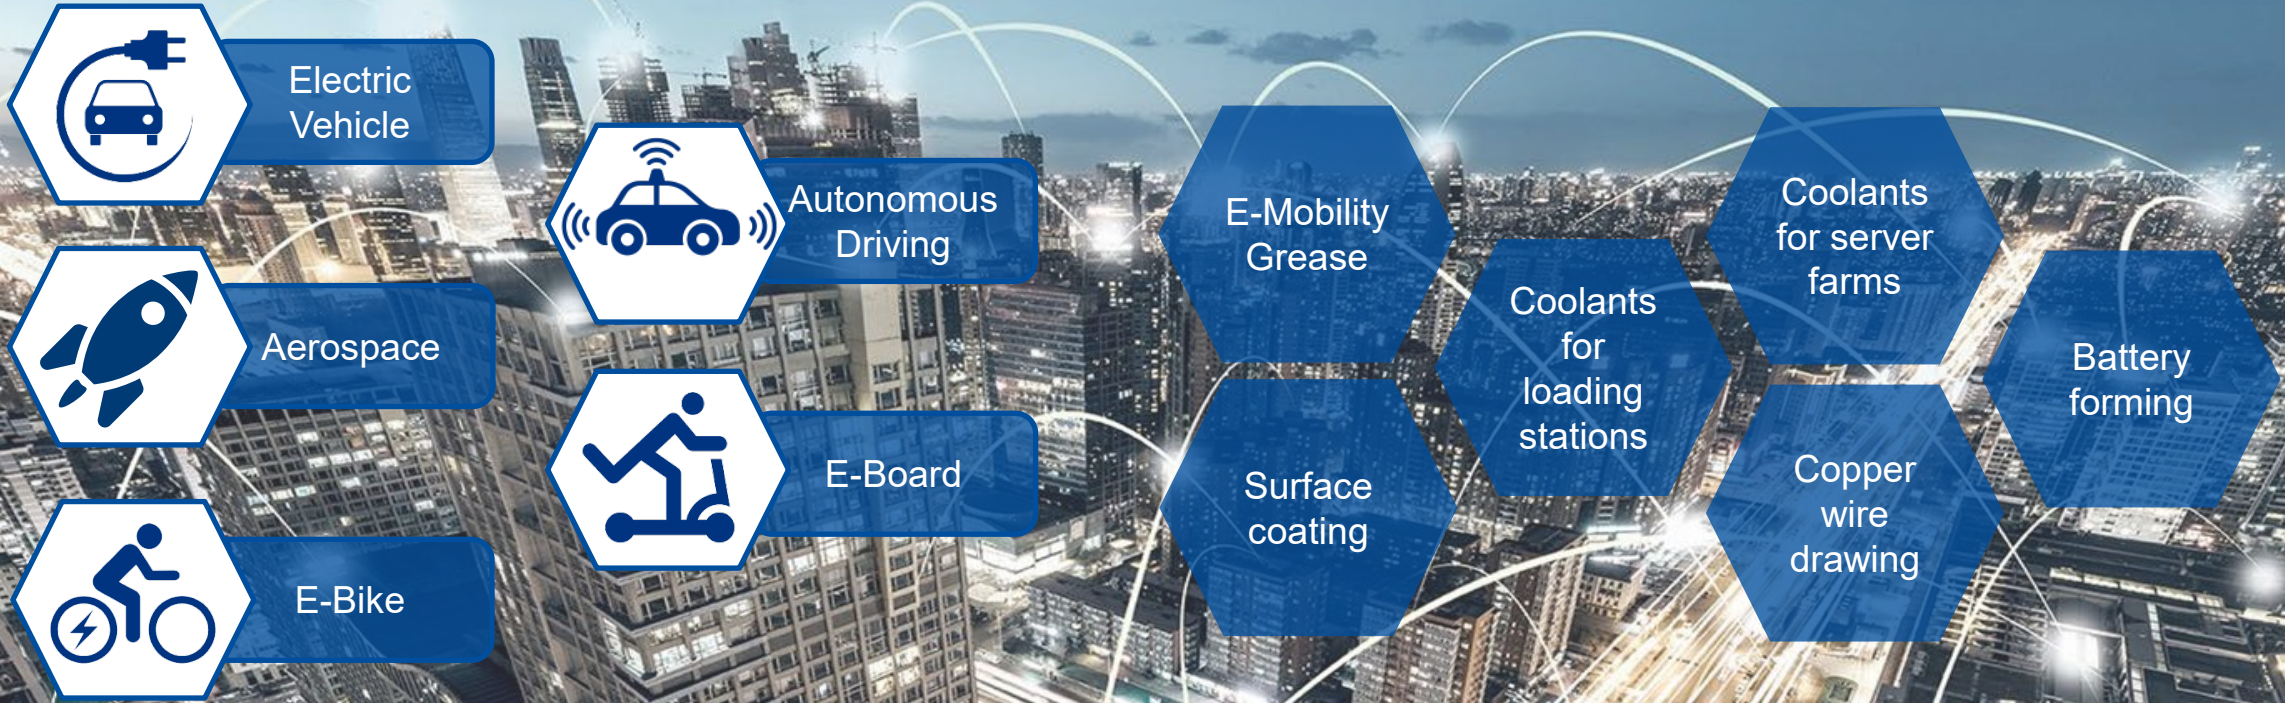 Electric
Vehicle
Aerospace
E-Bike
Autonomous
Driving
E-Board
E-Mobility
Grease
Surface
coating
Coolants
for
loading
stations
Coolants
for server
farms
Copper
wire
drawing
Battery
forming